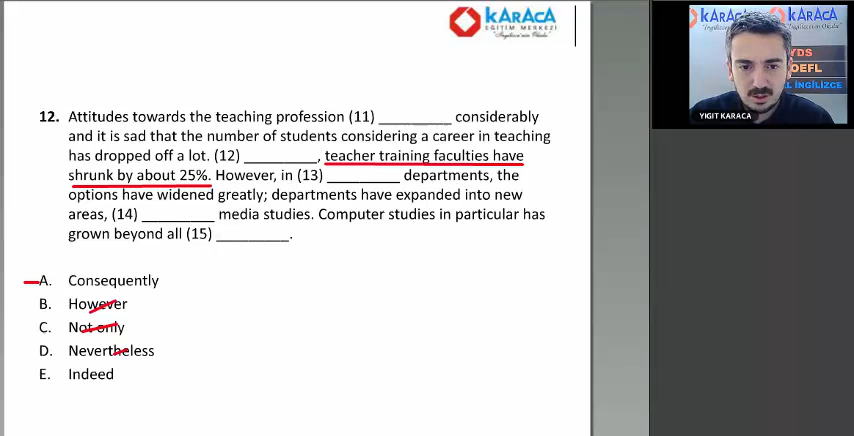 KARACA
EĞİTİM MERKEZİ
"İngilizce'nin Okulu"
12. Attitudes towards the teaching profession (11) _________ considerably
and it is sad that the number of students considering a career in teaching
has dropped off a lot. (12) _________, teacher training faculties have
shrunk by about 25%. However, in (13) _________ departments, the
options have widened greatly; departments have expanded into new
areas, (14) _________ media studies. Computer studies in particular has
grown beyond all (15) _________.
A. Consequently
B. However
C. Not only
D. Nevertheless
E. Indeed
KARACA
YDS
TOEFL
İNGİLİZCE
YIGIT KARACA